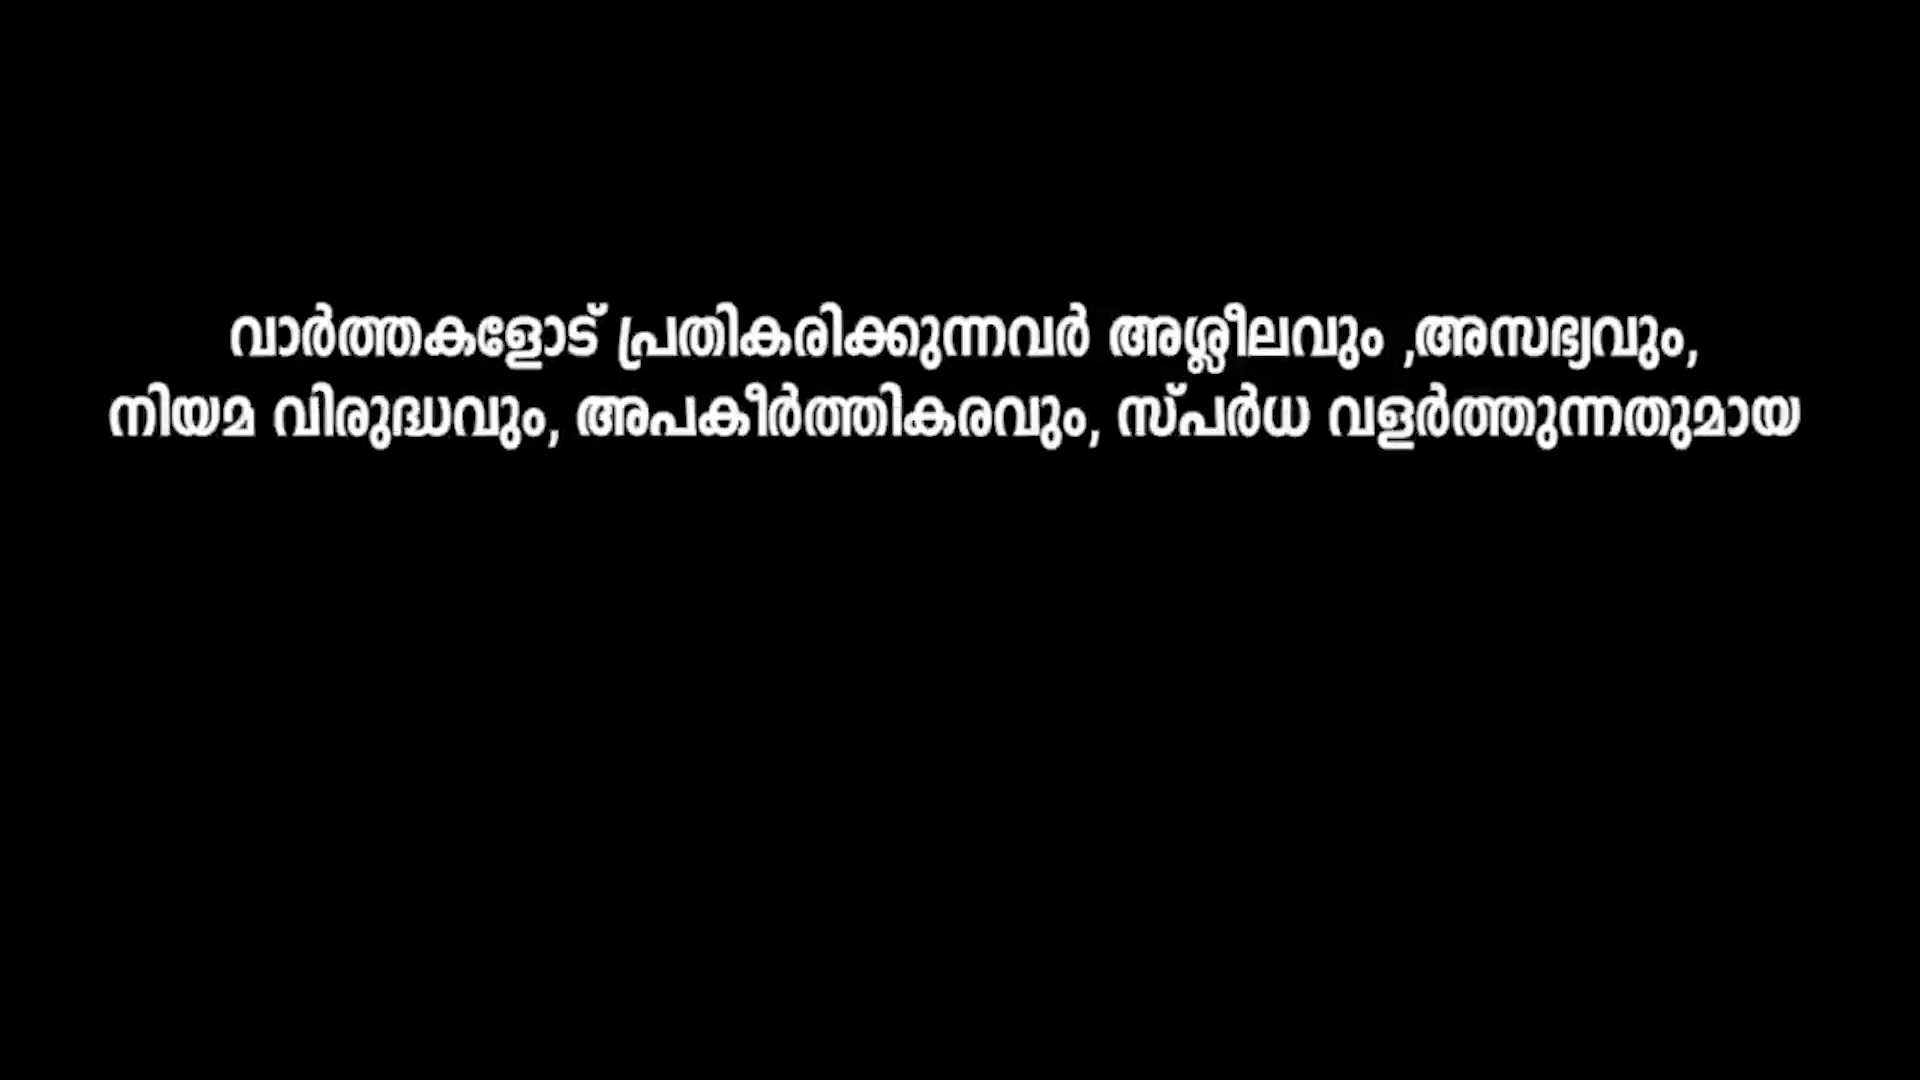 വാർത്തകളോട് പ്രതികരിക്കുന്നവർ അശ്ലീലവും ,അസഭ്യവും,
നിയമ വിരുദ്ധവും, അപകീർത്തികരവും, സ്പർധ വളർത്തുന്നതുമായ